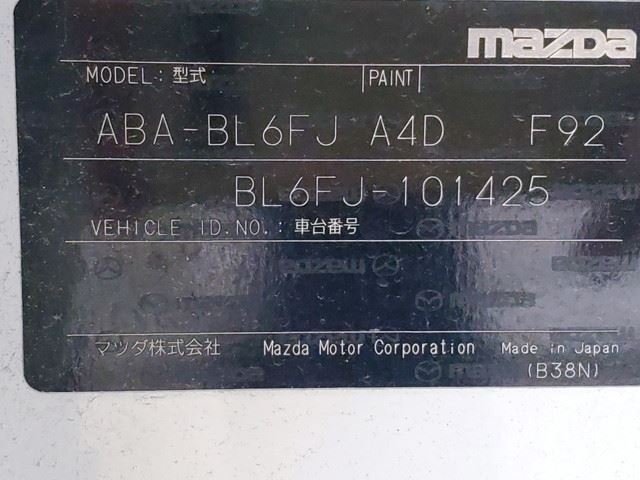 mazda
MODEL: 型式 PAINT
ABA-BL6FJ A4D F92
BL6FJ-101425
VEHICLE ID.NO.: 車台番号
マツダ株式会社 Mazda Motor Corporation Made in Japan
(B38N)